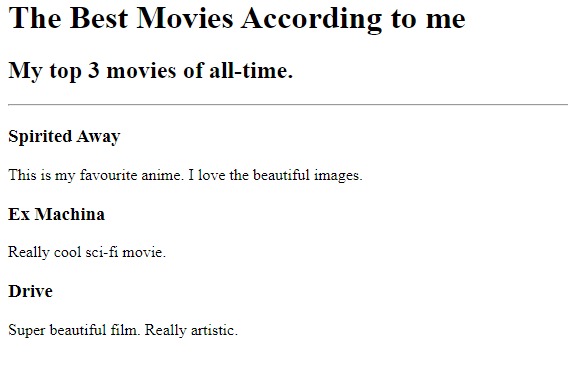 The Best Movies According to me
My top 3 movies of all-time.
Spirited Away
This is my favourite anime. I love the beautiful images.
Ex Machina
Really cool sci-fi movie.
Drive
Super beautiful film. Really artistic.